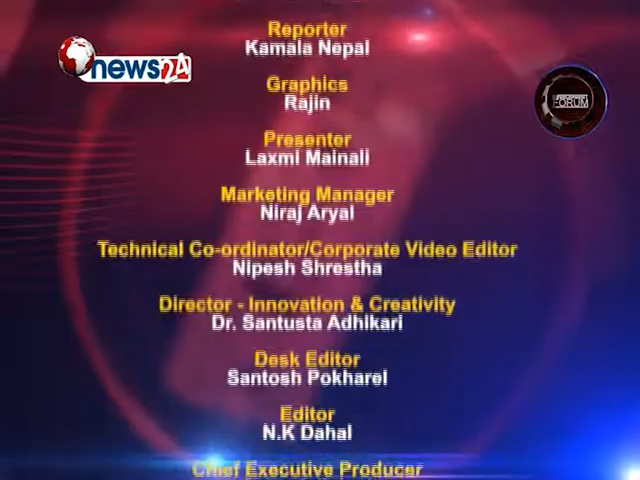 Reporter
Kamala Nepal
news24
Graphics
Rajin
FORUM
Presenter
Laxmi Mainali
Marketing Manager
Niraj Aryal
Technical Co-ordinator/Corporate Video Editor
Nipesh Shrestha
Director - Innovation & Creativity
Dr. Santusta Adhikari
Desk Editor
Santosh Pokharel
Editor
N.K Dahal
Chief Executive Producer